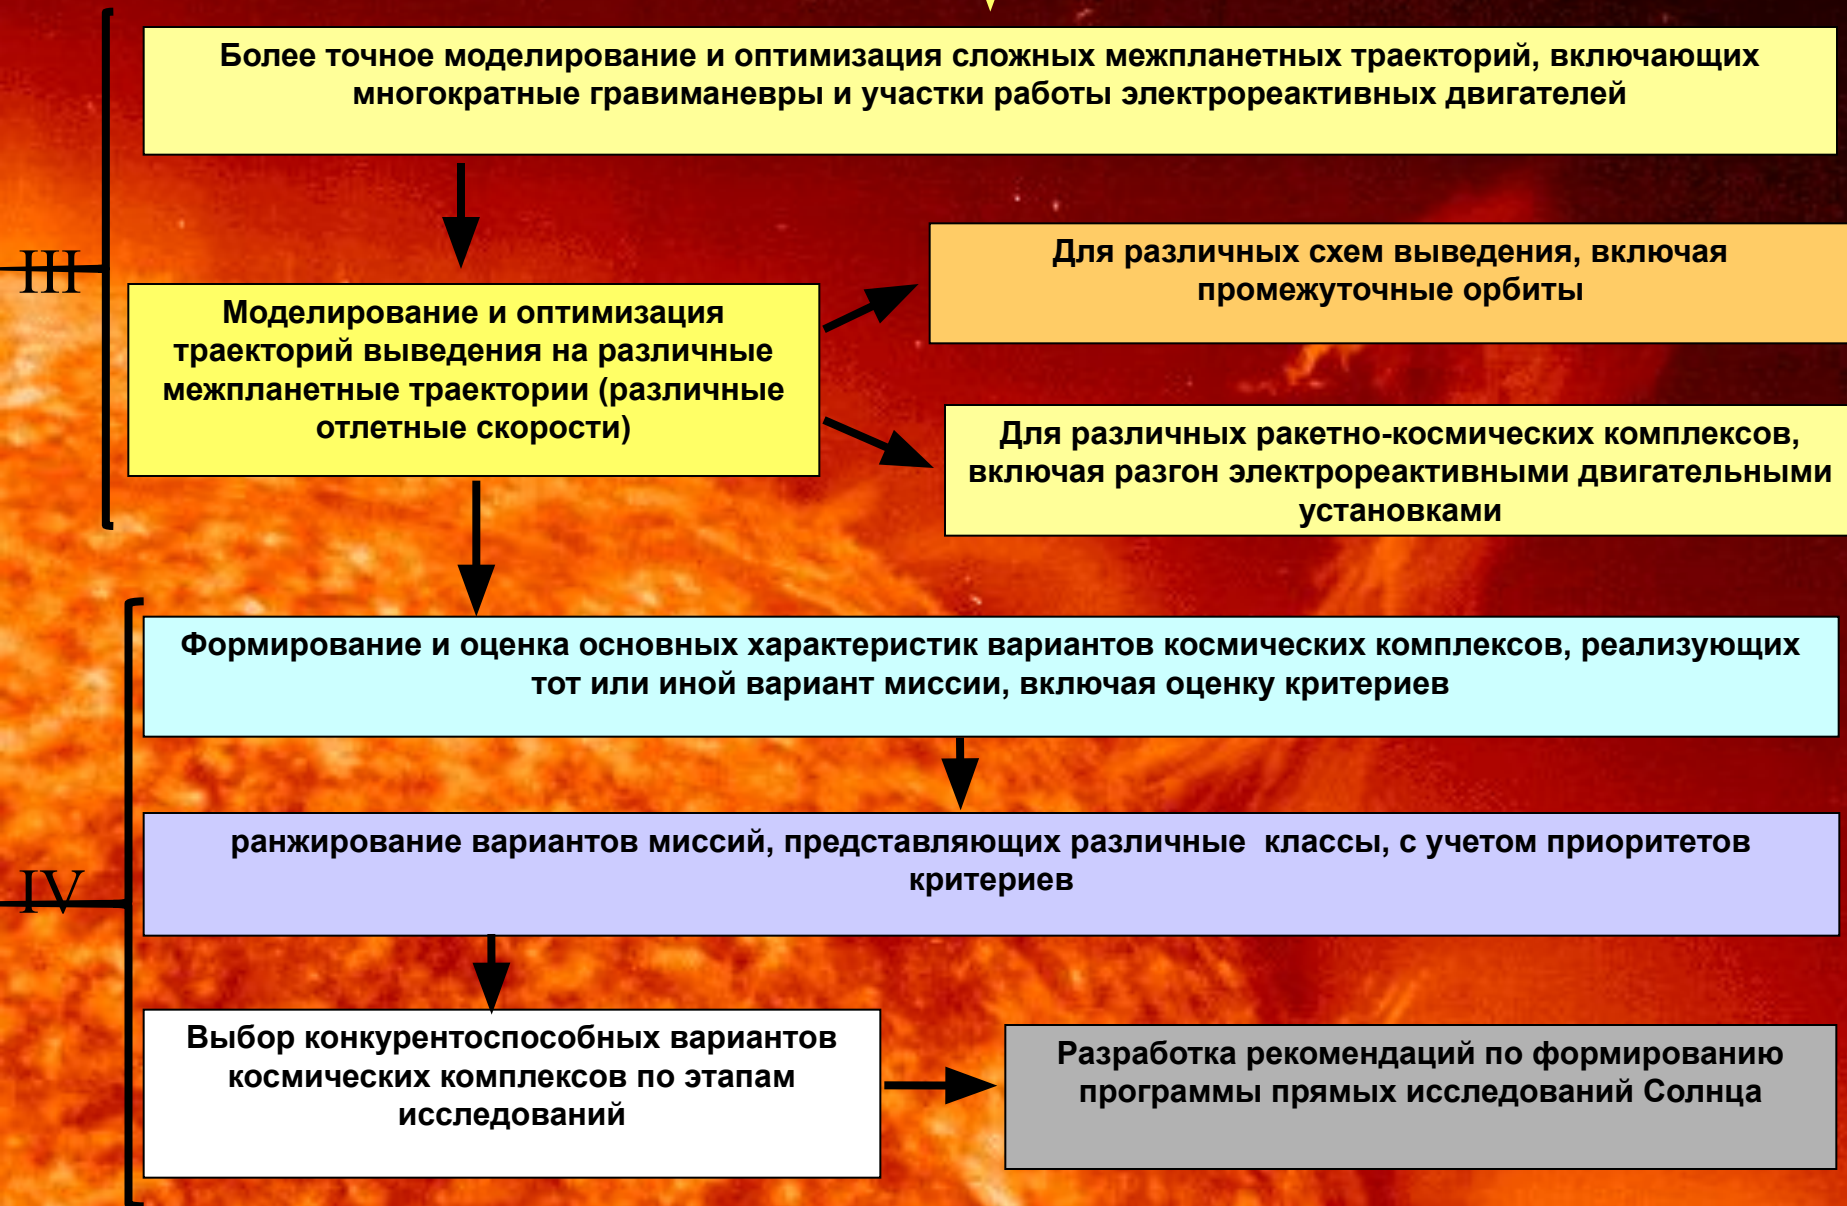 Более точное моделирование и оптимизация сложных межпланетных траекторий, включающих
многократные гравиманевры и участки работы электрореактивных двигателей
III
Для различных схем выведения, включая
промежуточные орбиты
Моделирование и оптимизация
траекторий выведения на различные
межпланетные траектории (различные
отлетные скорости)
Для различных ракетно-космических комплексов,
включая разгон электрореактивными двигательными
установками
Формирование и оценка основных характеристик вариантов космических комплексов, реализующих
тот или иной вариант миссии, включая оценку критериев
ранжирование вариантов миссий, представляющих различные  классы, с учетом приоритетов
критериев
IV
Выбор конкурентоспособных вариантов
космических комплексов по этапам
исследований
Разработка рекомендаций по формированию
программы прямых исследований Солнца